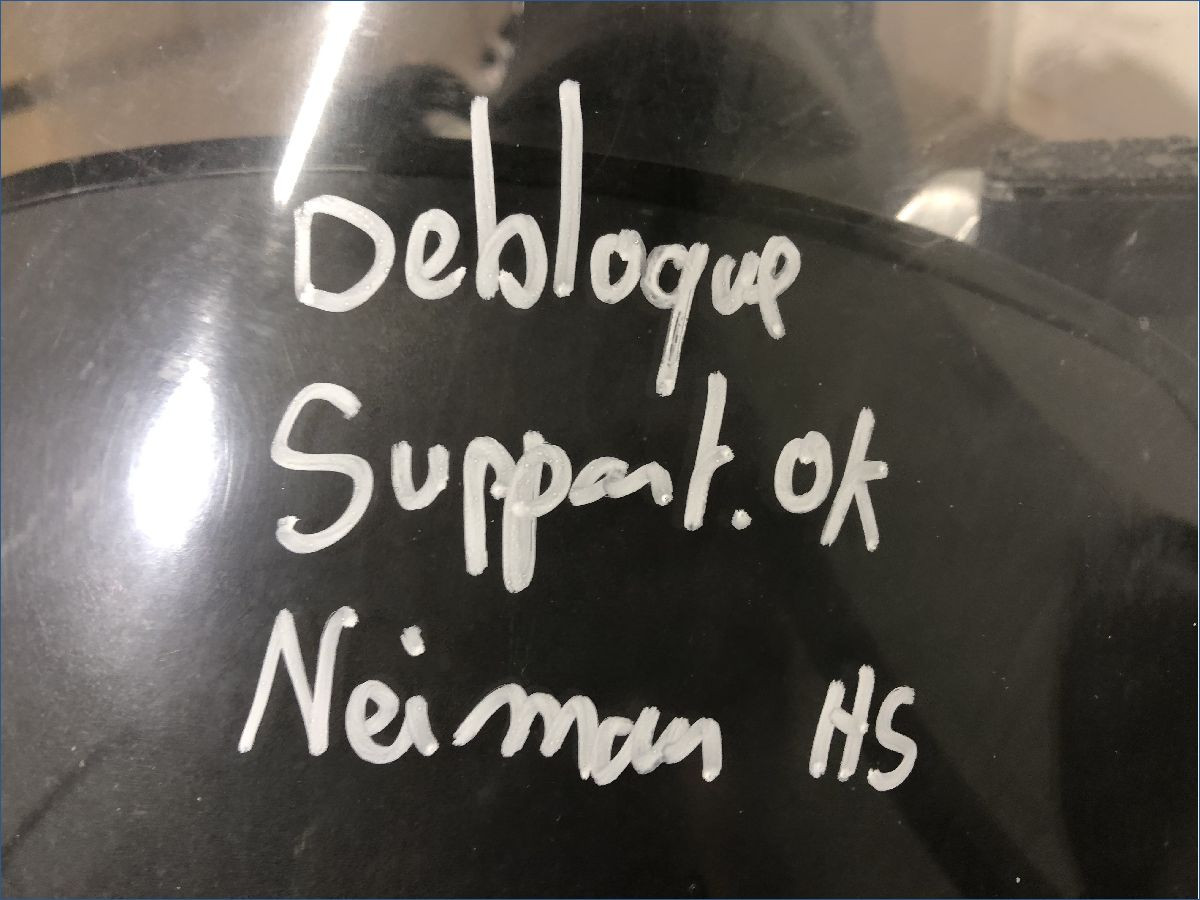 Debloque
Support. ok
Neiman HS